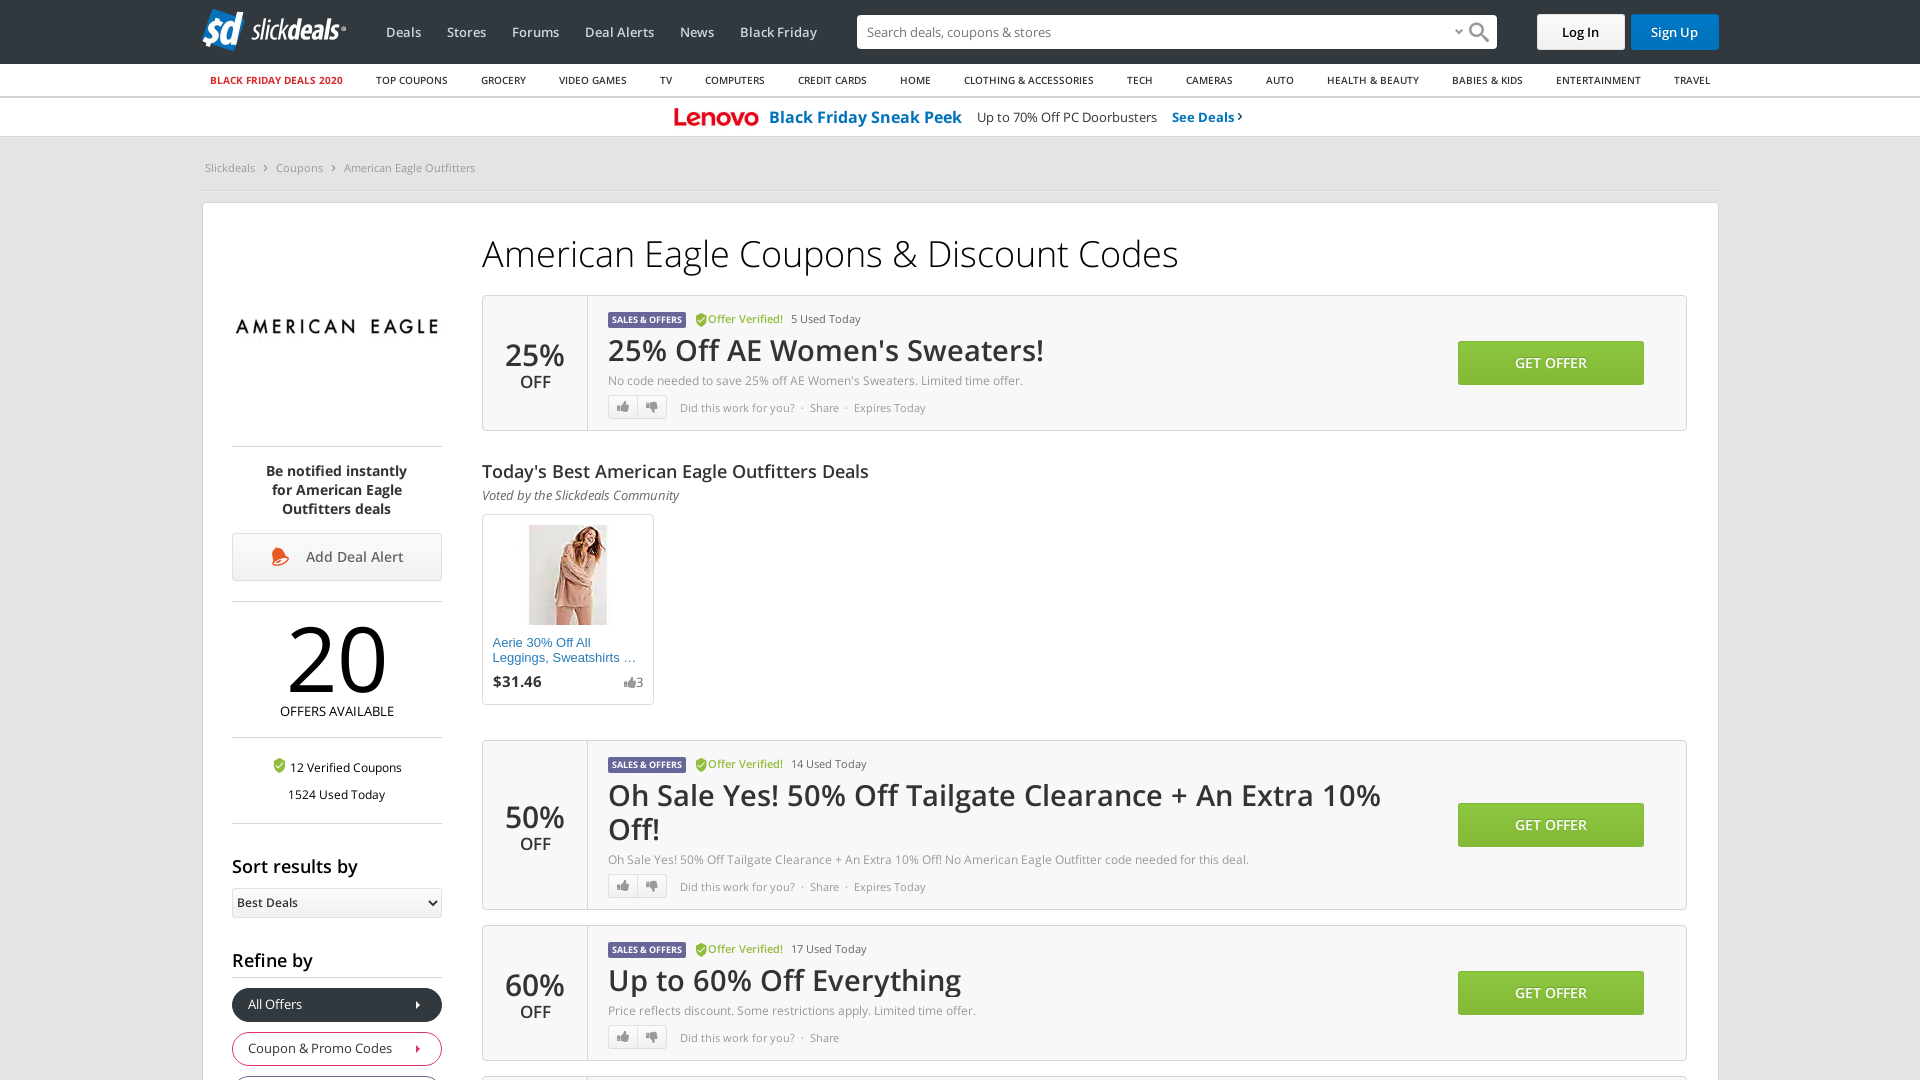 sd slickdeals
Deals Stores Forums Deal Alerts News Black Friday
Search deals, coupons & stores
Log In Sign Up
BLACK FRIDAY DEALS 2020 TOP COUPONS GROCERY VIDEO GAMES TV COMPUTERS CREDIT CARDS HOME CLOTHING & ACCESSORIES TECH CAMERAS AUTO HEALTH & BEAUTY BABIES & KIDS ENTERTAINMENT TRAVEL
Lenovo Black Friday Sneak Peek Up to 70% Off PC Doorbusters See Deals
Slickdeals Coupons American Eagle Outfitters
AMERICAN EAGLE
Be notified instantly
for American Eagle
Outfitters deals
Add Deal Alert
20
OFFERS AVAILABLE
12 Verified Coupons
1524 Used Today
Sort results by
Best Deals
Refine by
All Offers
Coupon & Promo Codes
American Eagle Coupons & Discount Codes
25%
OFF
SALES & OFFERS Offer Verified! 5 Used Today
25% Off AE Women's Sweaters!
No code needed to save 25% off AE Women's Sweaters. Limited time offer.
Did this work for you? · Share · Expires Today
GET OFFER
Today's Best American Eagle Outfitters Deals
Voted by the Slickdeals Community
Aerie 30% Off All
Leggings, Sweatshirts …
$31.46 3
50%
OFF
SALES & OFFERS Offer Verified! 14 Used Today
Oh Sale Yes! 50% Off Tailgate Clearance + An Extra 10%
Off!
Oh Sale Yes! 50% Off Tailgate Clearance + An Extra 10% Off! No American Eagle Outfitter code needed for this deal.
Did this work for you? · Share · Expires Today
GET OFFER
60%
OFF
SALES & OFFERS Offer Verified! 17 Used Today
Up to 60% Off Everything
Price reflects discount. Some restrictions apply. Limited time offer.
Did this work for you? · Share
GET OFFER